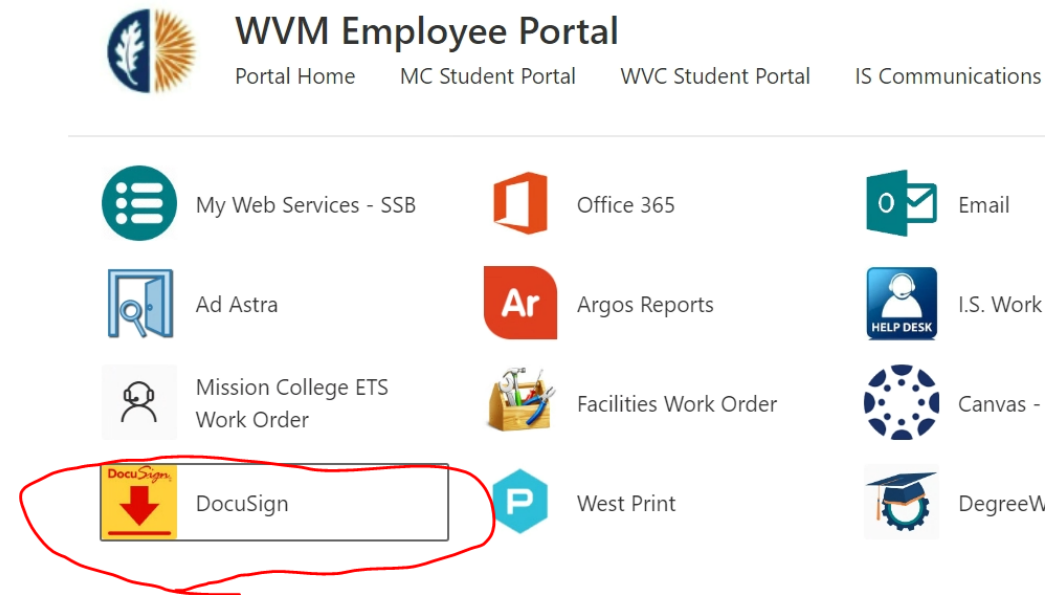 WVM Employee Portal
Portal Home MC Student Portal WVC Student Portal IS Communications
My Web Services - SSB
Office 365
O
Email
Ad Astra
Ar
Argos Reports
HELP DESK
I.S. Work
Mission College ETS
Work Order
Facilities Work Order
Canvas -
DocuSign
DocuSign
P
West Print
DegreeW